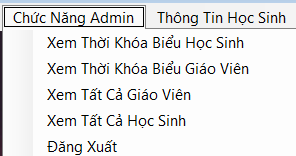 Chức Năng Admin Thông Tin Học Sinh
Xem Thời Khóa Biểu Học Sinh
Xem Thời Khóa Biểu Giáo Viên
Xem Tất Cả Giáo Viên
Xem Tất Cả Học Sinh
Đăng Xuất